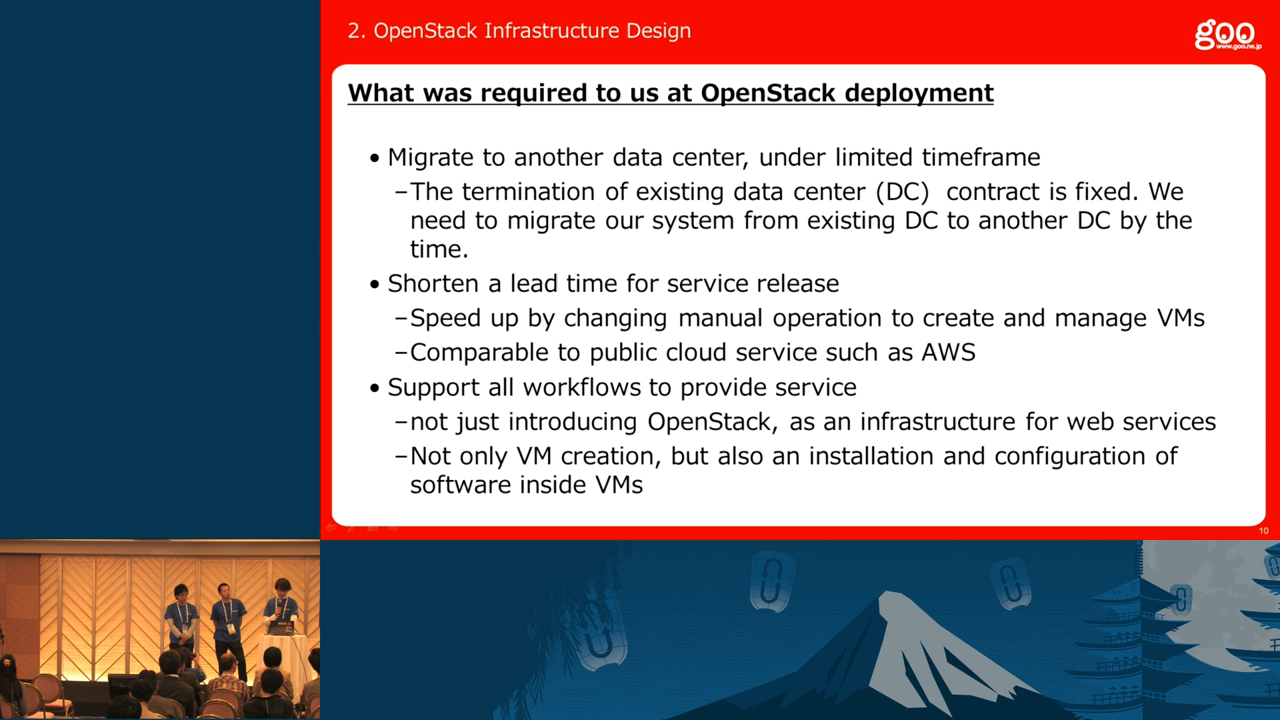 2. OpenStack Infrastructure Design
goo
www.goo.ne.jp
What was required to us at OpenStack deployment
• Migrate to another data center, under limited timeframe
–The termination of existing data center (DC) contract is fixed. We
need to migrate our system from existing DC to another DC by the
time.
• Shorten a lead time for service release
–Speed up by changing manual operation to create and manage VMs
–Comparable to public cloud service such as AWS
• Support all workflows to provide service
–not just introducing OpenStack, as an infrastructure for web services
–Not only VM creation, but also an installation and configuration of
software inside VMs
10